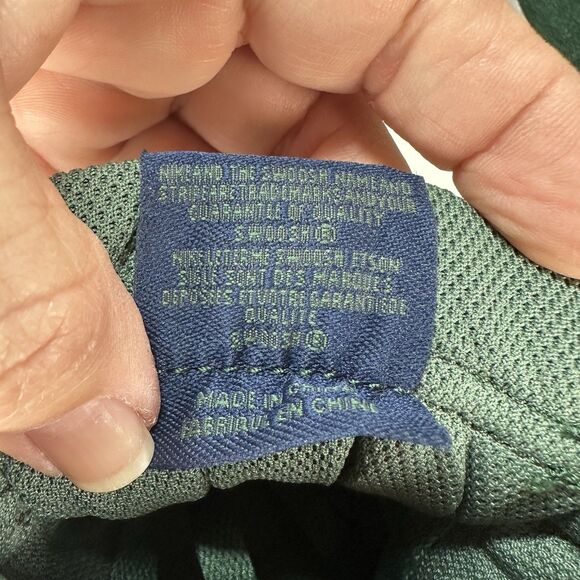 NIKE AND THE SWOOSH NAME AND
STRIPE ARE TRADEMARKS AND YOUR
GUARANTEE OF QUALITY
SWOOSH(R)
NIKE LE NOM SWOOSH ET SON
SIGLE SONT DES MARQUES
DEPOSEES ET VOTRE GARANTIE DE
QUALITE
SWOOSH(R)
MADE IN CHINA
FABRIQUE EN CHINE